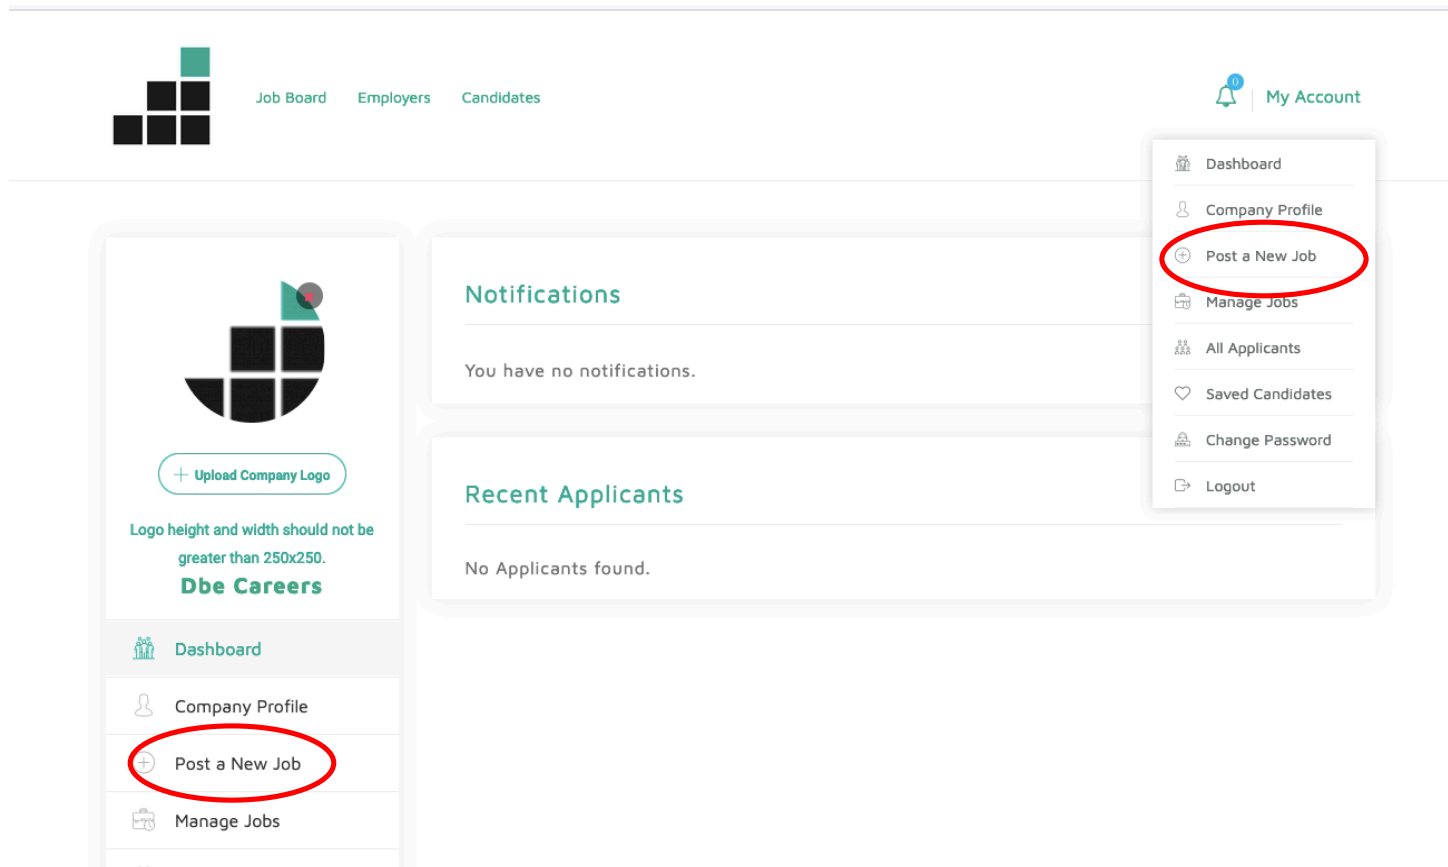 Job Board Employers Candidates
0
My Account
Dashboard
Company Profile
Post a New Job
Manage Jobs
All Applicants
Saved Candidates
Change Password
Logout
Upload Company Logo
Logo height and width should not be
greater than 250x250.
Dbe Careers
Dashboard
Company Profile
Post a New Job
Manage Jobs
Notifications
You have no notifications.
Recent Applicants
No Applicants found.